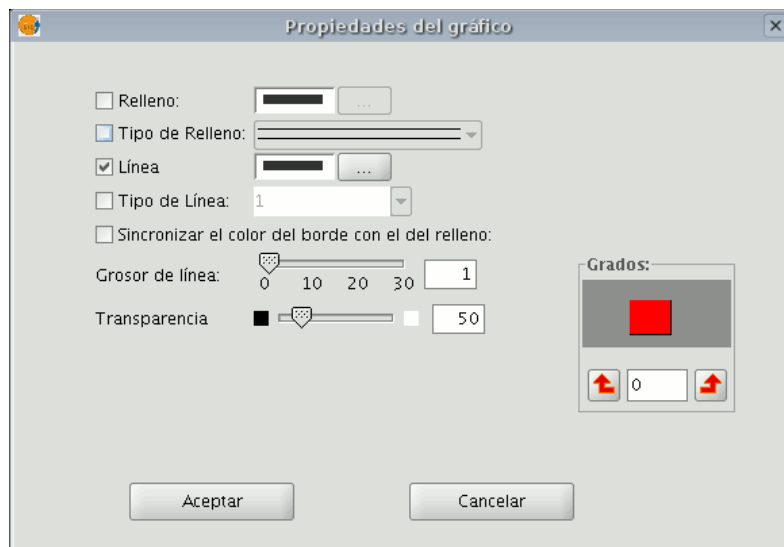 Propiedades del gráfico
Relleno:
...
Tipo de Relleno:
Línea
...
Tipo de Línea:
1
Sincronizar el color del borde con el del relleno:
Grosor de línea:
0 10 20 30
1
Transparencia
50
Grados:
0
Aceptar
Cancelar